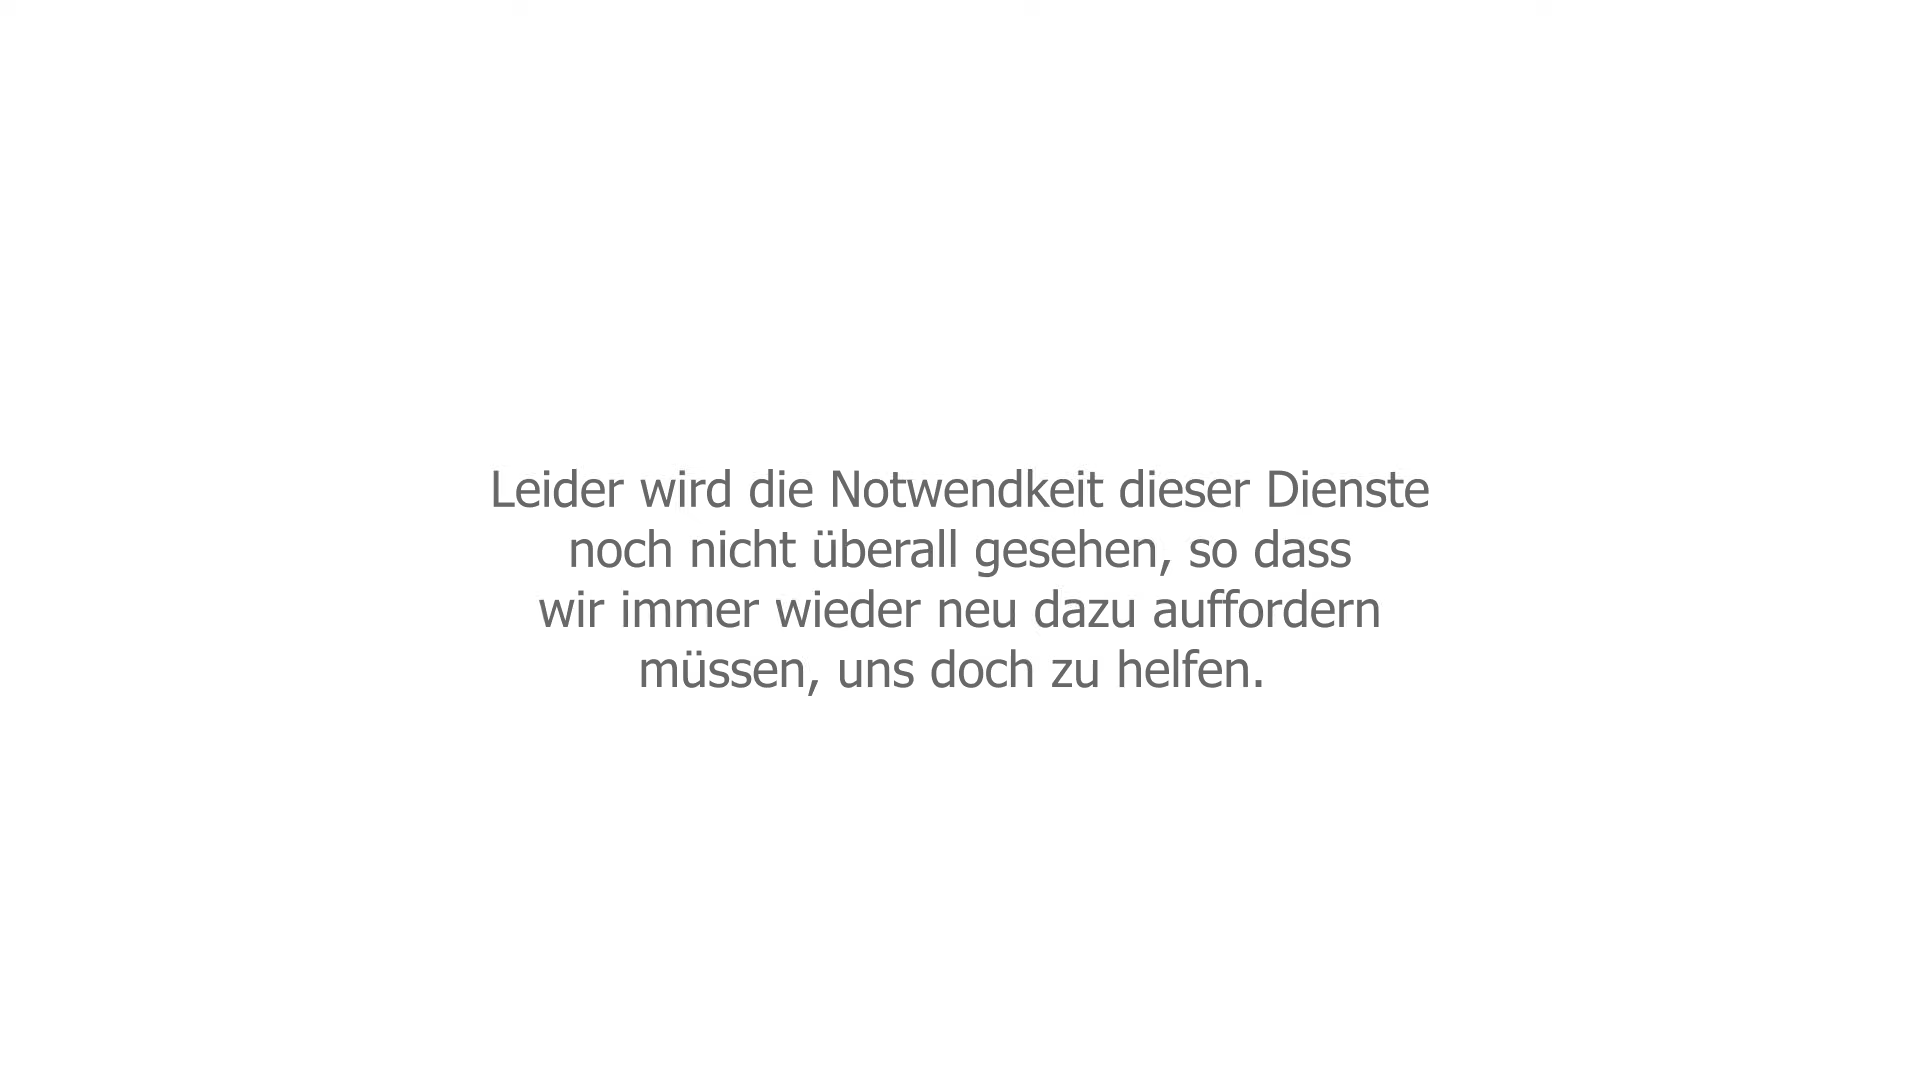 Leider wird die Notwendkeit dieser Dienste
noch nicht überall gesehen, so dass
wir immer wieder neu dazu auffordern
müssen, uns doch zu helfen.